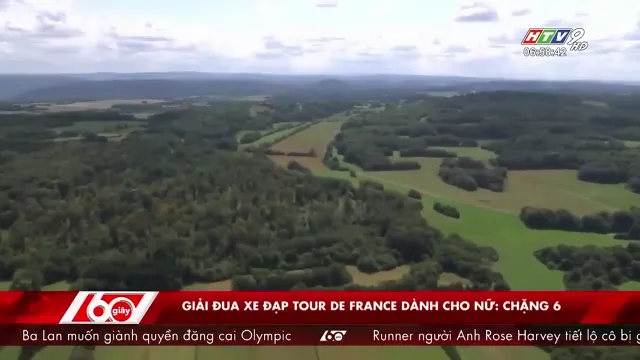 HTV9 HD
06:58:42
60 giây
GIẢI ĐUA XE ĐẠP TOUR DE FRANCE DÀNH CHO NỮ: CHẶNG 6
Ba Lan muốn giành quyền đăng cai Olympic 60 Runner người Anh Rose Harvey tiết lộ cô bị g